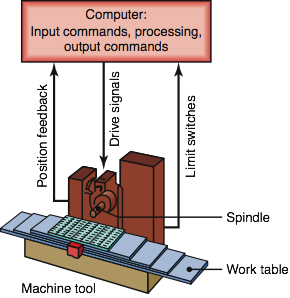 Computer:
Input commands, processing,
output commands
Position feedback
Drive signals
Limit switches
Spindle
Work table
Machine tool